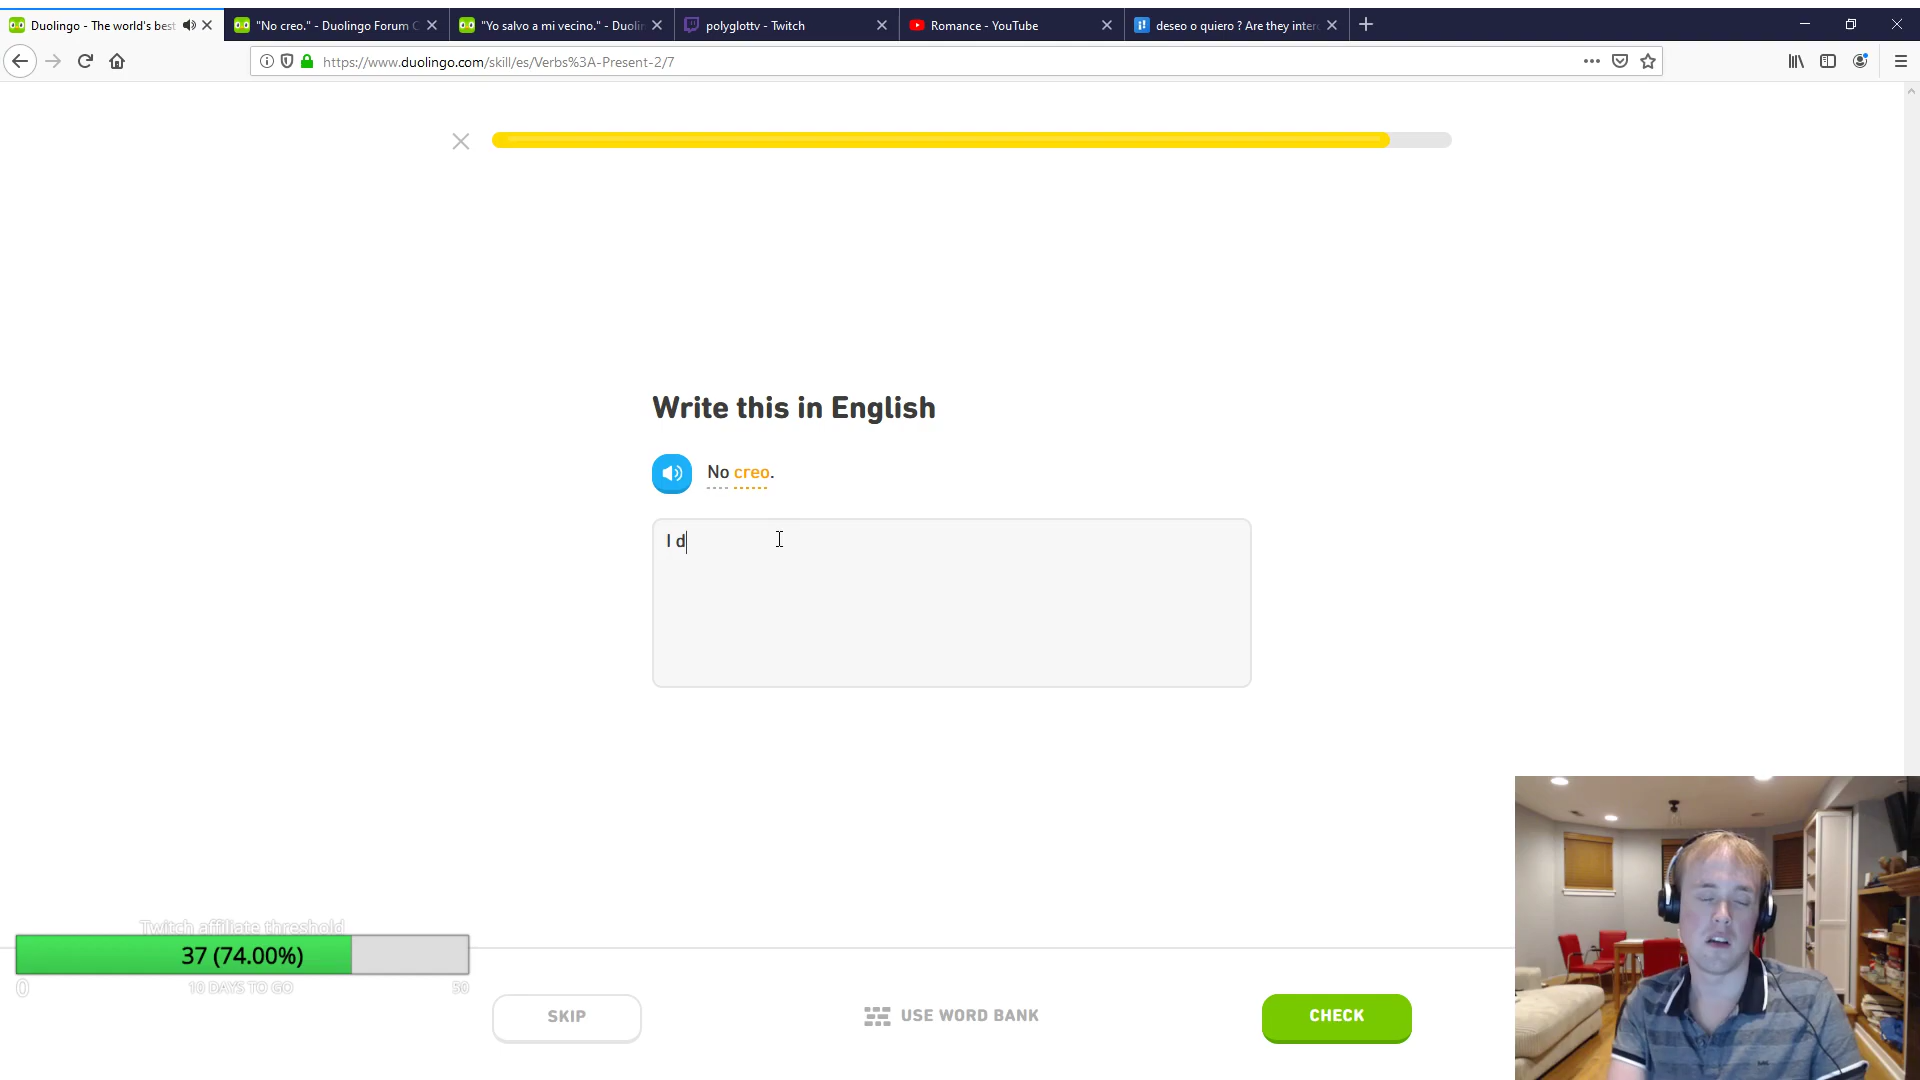 Duolingo - The world's best
"No creo." - Duolingo Forum C
"Yo salvo a mi vecino." - Duolin
polyglottv - Twitch
Romance - YouTube
deseo o quiero ? Are they interc
https://www.duolingo.com/skill/es/Verbs%3A-Present-2/7
Write this in English
No creo.
I d
Twitch affiliate threshold
37 (74.00%)
0
10 DAYS TO GO
50
SKIP
USE WORD BANK
CHECK